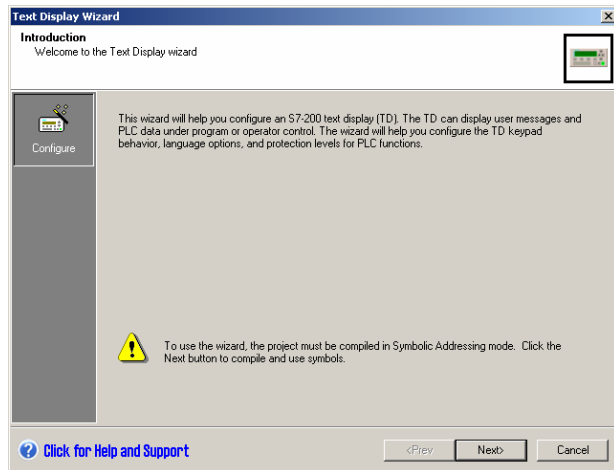 Text Display Wizard
Introduction
Welcome to the Text Display wizard
Configure
This wizard will help you configure an S7-200 text display (TD). The TD can display user messages and
PLC data under program or operator control. The wizard will help you configure the TD keypad
behavior, language options, and protection levels for PLC functions.
To use the wizard, the project must be compiled in Symbolic Addressing mode. Click the
Next button to compile and use symbols.
Click for Help and Support
<Prev
Next>
Cancel